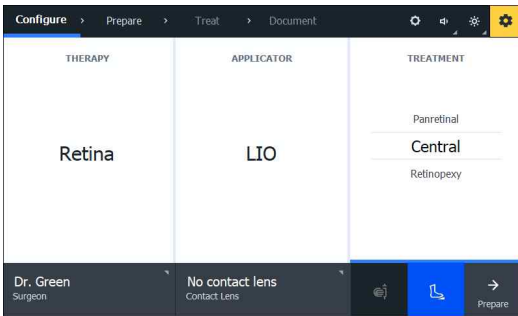 Configure > Prepare > Treat > Document
THERAPY
Retina
APPLICATOR
LIO
TREATMENT
Panretinal
Central
Retinopexy
Dr. Green
Surgeon
No contact lens
Contact Lens
Prepare